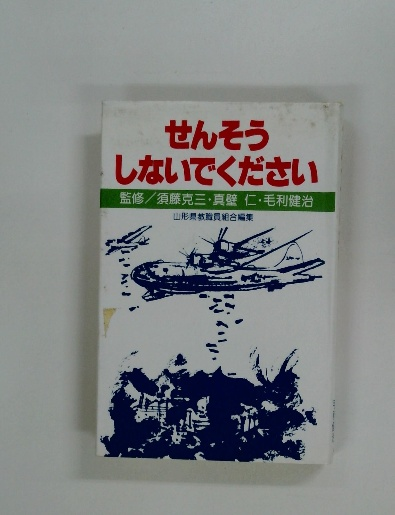 せんそう
しないでください
監修／須藤克三・真壁 仁・毛利健治
山形県教職員組合編集